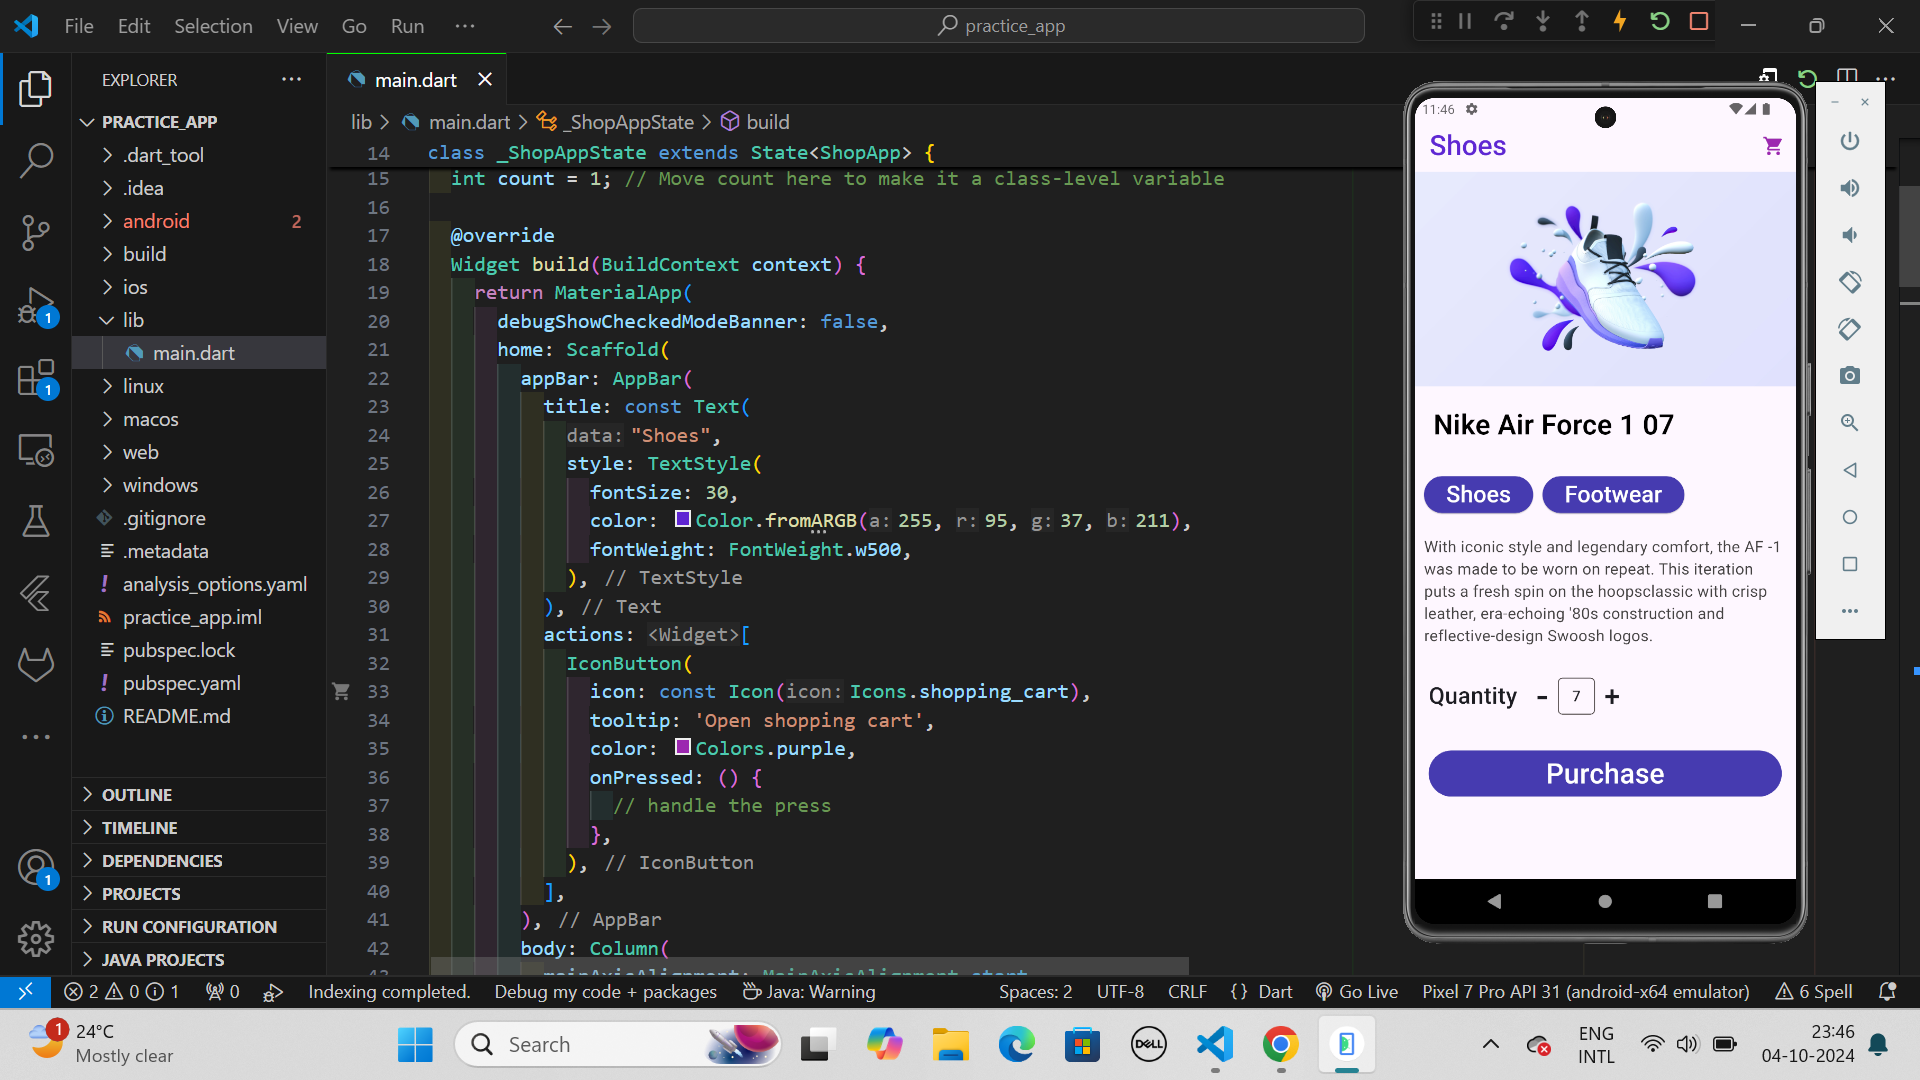 File Edit Selection View Go Run ···
practice_app
EXPLORER
PRACTICE_APP
.dart_tool
.idea
android 2
build
ios
lib
main.dart
linux
macos
web
windows
.gitignore
.metadata
analysis_options.yaml
practice_app.iml
pubspec.lock
pubspec.yaml
README.md
OUTLINE
TIMELINE
DEPENDENCIES
PROJECTS
RUN CONFIGURATION
JAVA PROJECTS
1
1
1
main.dart
lib > main.dart > _ShopAppState > build
14 class _ShopAppState extends State<ShopApp> {
15 int count = 1; // Move count here to make it a class-level variable
16
17 @override
18 Widget build(BuildContext context) {
19 return MaterialApp(
20 debugShowCheckedModeBanner: false,
21 home: Scaffold(
22 appBar: AppBar(
23 title: const Text(
24 data: "Shoes",
25 style: TextStyle(
26 fontSize: 30,
27 color: Color.fromARGB(a: 255, r: 95, g: 37, b: 211),
28 fontWeight: FontWeight.w500,
29 ), // TextStyle
30 ), // Text
31 actions: <Widget>[
32 IconButton(
33 icon: const Icon(icon: Icons.shopping_cart),
34 tooltip: 'Open shopping cart',
35 color: Colors.purple,
36 onPressed: () {
37 // handle the press
38 },
39 ), // IconButton
40 ],
41 ), // AppBar
42 body: Column(
43 mainAxisAlignment: MainAxisAlignment.start
11:46
Shoes
Nike Air Force 1 07
Shoes Footwear
With iconic style and legendary comfort, the AF -1
was made to be worn on repeat. This iteration
puts a fresh spin on the hoopsclassic with crisp
leather, era-echoing '80s construction and
reflective-design Swoosh logos.
Quantity - 7 +
Purchase
2 0 1 0 Indexing completed. Debug my code + packages Java: Warning Spaces: 2 UTF-8 CRLF {} Dart Go Live Pixel 7 Pro API 31 (android-x64 emulator) 6 Spell
1
24°C
Mostly clear
Search
DELL
ENG
INTL
23:46
04-10-2024